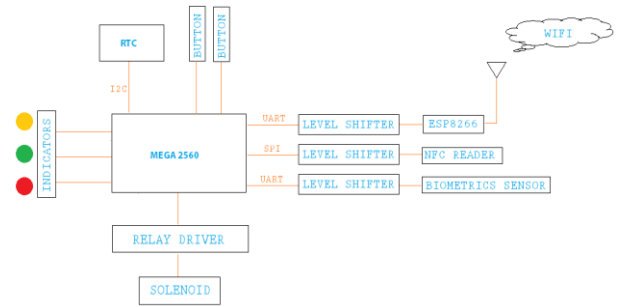 RTC
BUTTON
BUTTON
WIFI
I2C
INDICATORS
MEGA 2560
UART
LEVEL SHIFTER
ESP8266
SPI
LEVEL SHIFTER
NFC READER
UART
LEVEL SHIFTER
BIOMETRICS SENSOR
RELAY DRIVER
SOLENOID